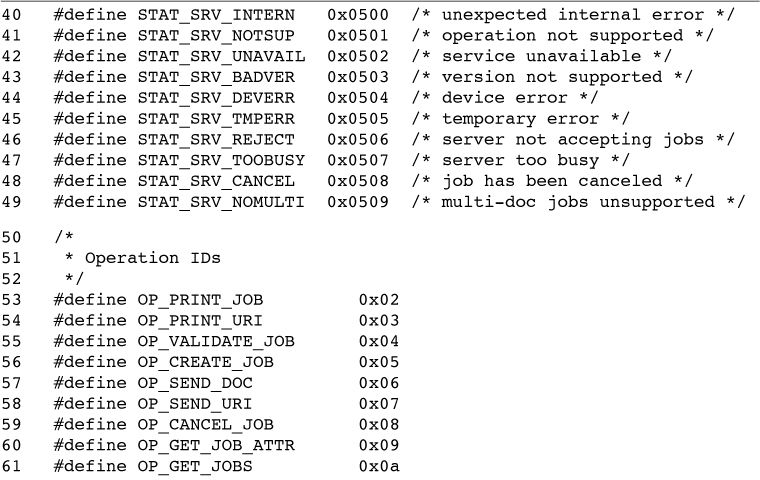 40   #define STAT_SRV_INTERN   0x0500  /* unexpected internal error */
41   #define STAT_SRV_NOTSUP   0x0501  /* operation not supported */
42   #define STAT_SRV_UNAVAIL  0x0502  /* service unavailable */
43   #define STAT_SRV_BADVER   0x0503  /* version not supported */
44   #define STAT_SRV_DEVERR   0x0504  /* device error */
45   #define STAT_SRV_TMPERR   0x0505  /* temporary error */
46   #define STAT_SRV_REJECT   0x0506  /* server not accepting jobs */
47   #define STAT_SRV_TOOBUSY  0x0507  /* server too busy */
48   #define STAT_SRV_CANCEL   0x0508  /* job has been canceled */
49   #define STAT_SRV_NOMULTI  0x0509  /* multi-doc jobs unsupported */
50   /*
51    * Operation IDs
52    */
53   #define OP_PRINT_JOB         0x02
54   #define OP_PRINT_URI         0x03
55   #define OP_VALIDATE_JOB      0x04
56   #define OP_CREATE_JOB        0x05
57   #define OP_SEND_DOC          0x06
58   #define OP_SEND_URI          0x07
59   #define OP_CANCEL_JOB        0x08
60   #define OP_GET_JOB_ATTR      0x09
61   #define OP_GET_JOBS          0x0a